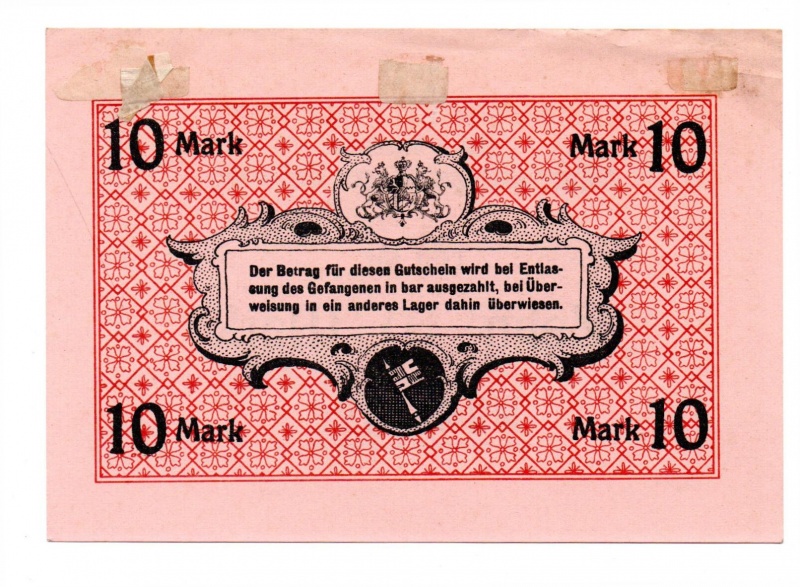 10 Mark
Mark 10
Der Betrag für diesen Gutschein wird bei Entlas-
sung des Gefangenen in bar ausgezahlt, bei Über-
weisung in ein anderes Lager dahin überwiesen.
10 Mark
Mark 10